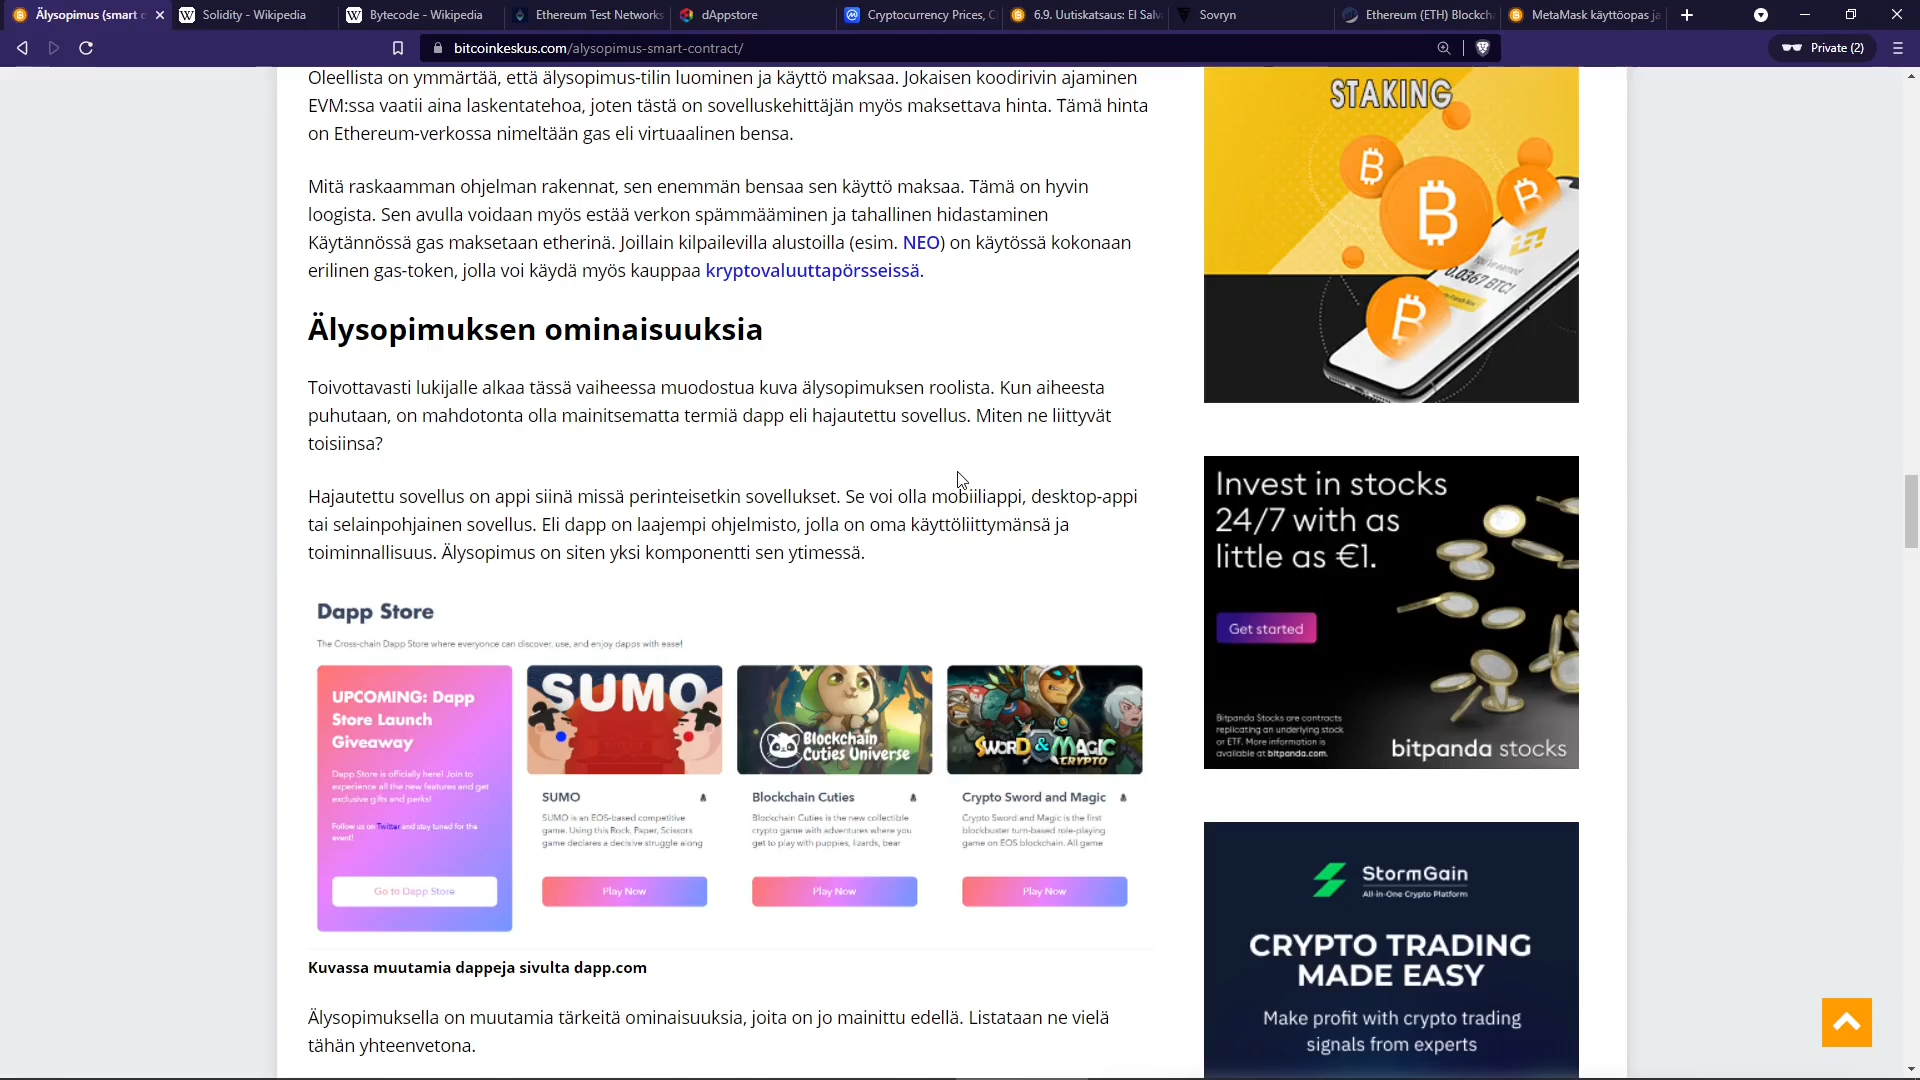 Älysopimus (smart c
Solidity - Wikipedia
Bytecode - Wikipedia
Ethereum Test Networks
dAppstore
Cryptocurrency Prices, C
6.9. Uutiskatsaus: El Salv
Sovryn
Ethereum (ETH) Blockch
MetaMask käyttöopas ja
bitcoinkeskus.com/alysopimus-smart-contract/
Private (2)
Oleellista on ymmärtää, että älysopimus-tilin luominen ja käyttö maksaa. Jokaisen koodirivin ajaminen
EVM:ssa vaatii aina laskentatehoa, joten tästä on sovelluskehittäjän myös maksettava hinta. Tämä hinta
on Ethereum-verkossa nimeltään gas eli virtuaalinen bensa.
Mitä raskaamman ohjelman rakennat, sen enemmän bensaa sen käyttö maksaa. Tämä on hyvin
loogista. Sen avulla voidaan myös estää verkon spämmääminen ja tahallinen hidastaminen
Käytännössä gas maksetaan etherinä. Joillain kilpailevilla alustoilla (esim. NEO) on käytössä kokonaan
erilinen gas-token, jolla voi käydä myös kauppaa kryptovaluuttapörsseissä.
Älysopimuksen ominaisuuksia
Toivottavasti lukijalle alkaa tässä vaiheessa muodostua kuva älysopimuksen roolista. Kun aiheesta
puhutaan, on mahdotonta olla mainitsematta termiä dapp eli hajautettu sovellus. Miten ne liittyvät
toisiinsa?
Hajautettu sovellus on appi siinä missä perinteisetkin sovellukset. Se voi olla mobiiliappi, desktop-appi
tai selainpohjainen sovellus. Eli dapp on laajempi ohjelmisto, jolla on oma käyttöliittymänsä ja
toiminnallisuus. Älysopimus on siten yksi komponentti sen ytimessä.
Dapp Store
The Cross-chain Dapp Store where everyonce can discover, use, and enjoy dapps with ease!
UPCOMING: Dapp
Store Launch
Giveaway
Dapp Store is officially here! Join to
experience all the new features and get
exclusive gifts and perks!
Follow us on Twitter and stay tuned for the
event!
Go to Dapp Store
SUMO
SUMO
SUMO is an EOS-based competitive
game. Using this Rock, Paper, Scissors
game declares a decisive struggle along
Play Now
Blockchain
Cuties Universe
Blockchain Cuties
Blockchain Cuties is the new collectible
crypto game with adventures where you
get to play with puppies, lizards, bear
Play Now
SWORD & MAGIC
CRYPTO
Crypto Sword and Magic
Crypto Sword and Magic is the first
blockbuster turn-based role-playing
game on EOS blockchain. All game
Play Now
Kuvassa muutamia dappeja sivulta dapp.com
Älysopimuksella on muutamia tärkeitä ominaisuuksia, joita on jo mainittu edellä. Listataan ne vielä
tähän yhteenvetona.
STAKING
You've earned
0.0367 BTC!
Invest in stocks
24/7 with as
little as €1.
Get started
Bitpanda Stocks are contracts
replicating an underlying stock
or ETF. More information is
available at bitpanda.com.
bitpanda stocks
StormGain
All-in-One Crypto Platform
CRYPTO TRADING
MADE EASY
Make profit with crypto trading
signals from experts